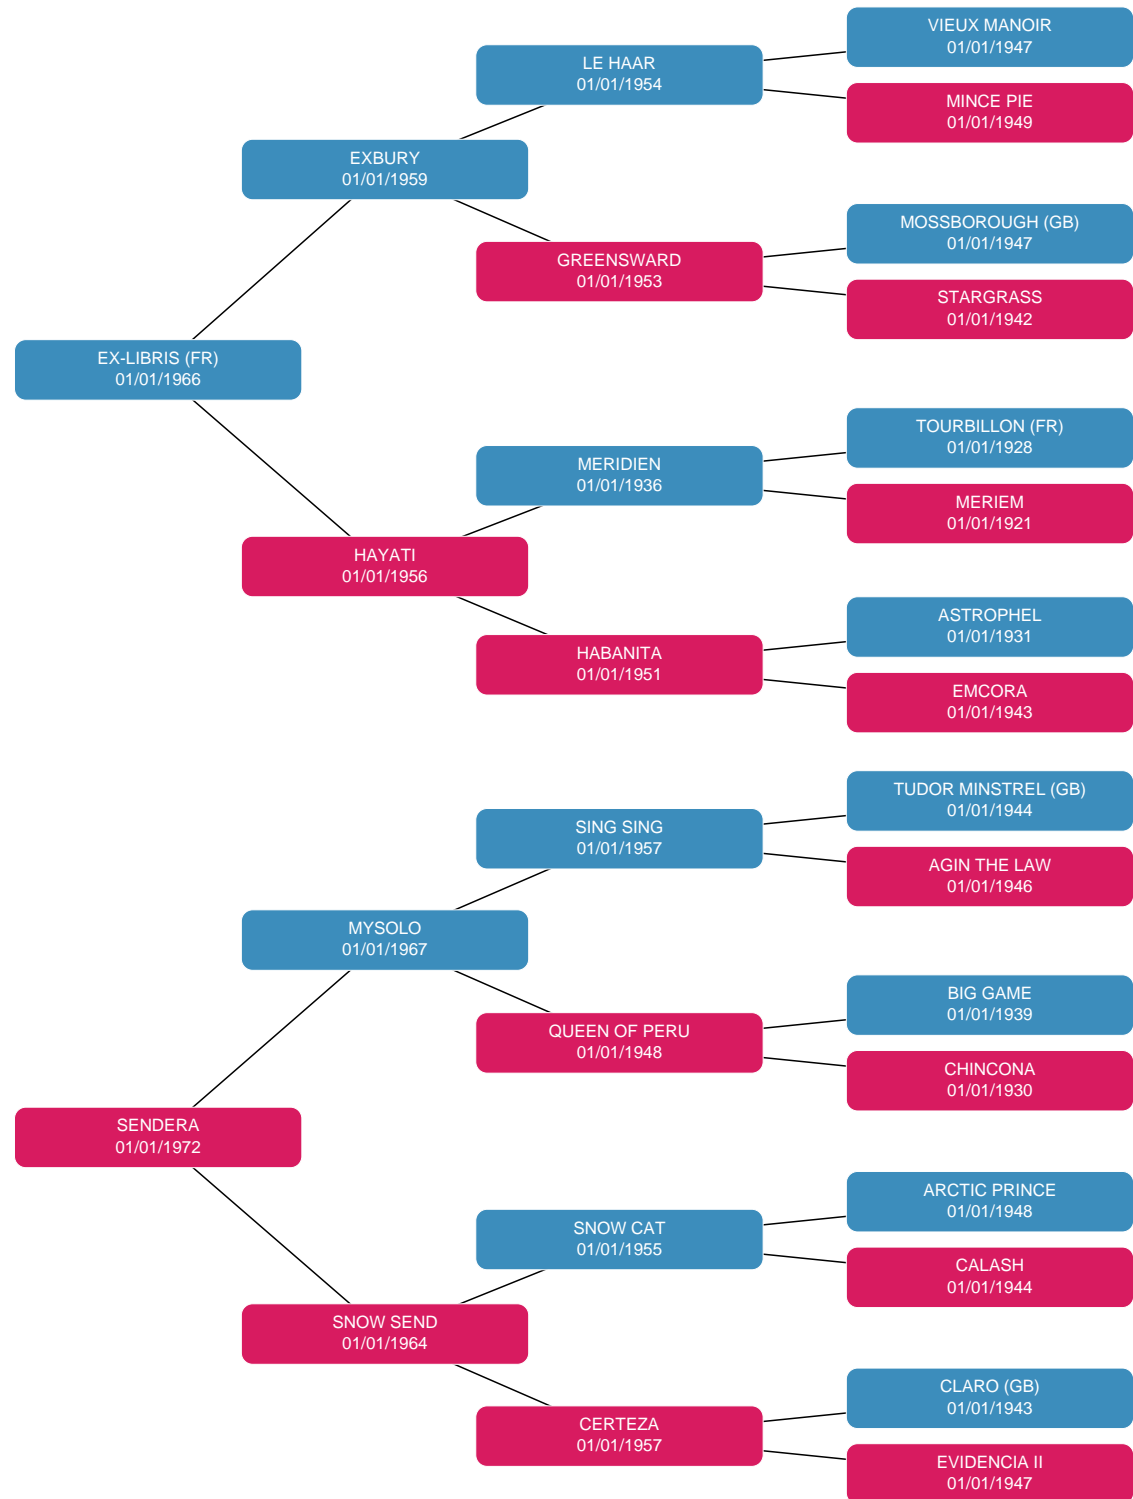 VIEUX MANOIR
01/01/1947
LE HAAR
01/01/1954
MINCE PIE
01/01/1949
EXBURY
01/01/1959
MOSSBOROUGH (GB)
01/01/1947
GREENSWARD
01/01/1953
STARGRASS
01/01/1942
EX-LIBRIS (FR)
01/01/1966
TOURBILLON (FR)
01/01/1928
MERIDIEN
01/01/1936
MERIEM
01/01/1921
HAYATI
01/01/1956
ASTROPHEL
01/01/1931
HABANITA
01/01/1951
EMCORA
01/01/1943
TUDOR MINSTREL (GB)
01/01/1944
SING SING
01/01/1957
AGIN THE LAW
01/01/1946
MYSOLO
01/01/1967
BIG GAME
01/01/1939
QUEEN OF PERU
01/01/1948
CHINCONA
01/01/1930
SENDERA
01/01/1972
ARCTIC PRINCE
01/01/1948
SNOW CAT
01/01/1955
CALASH
01/01/1944
SNOW SEND
01/01/1964
CLARO (GB)
01/01/1943
CERTEZA
01/01/1957
EVIDENCIA II
01/01/1947